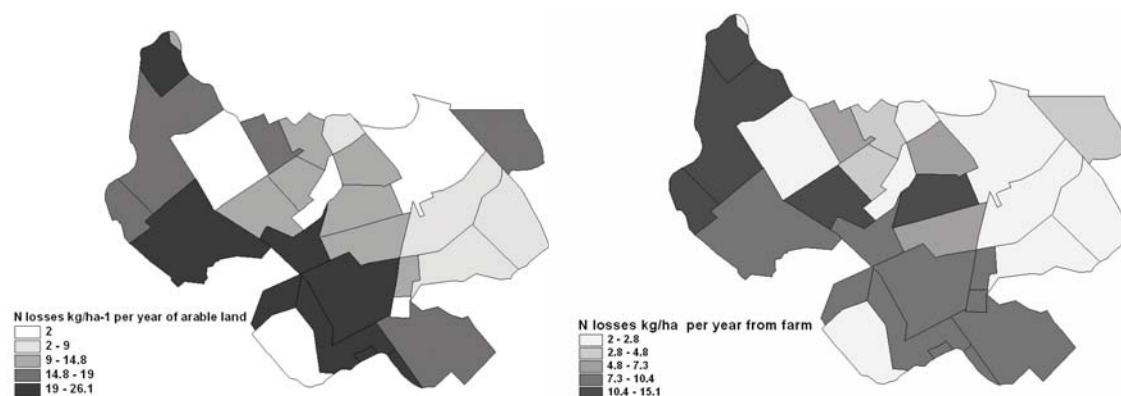 N losses kg/ha-1 per year of arable land
2
2 - 9
9 - 14.8
14.8 - 19
19 - 26.1
N losses kg/ha per year from farm
2 - 2.8
2.8 - 4.8
4.8 - 7.3
7.3 - 10.4
10.4 - 15.1